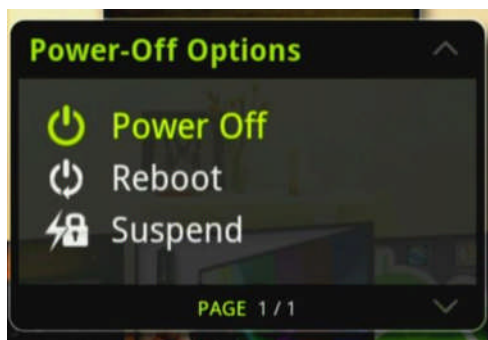 Power-Off Options
Power Off
Reboot
Suspend
PAGE 1 / 1